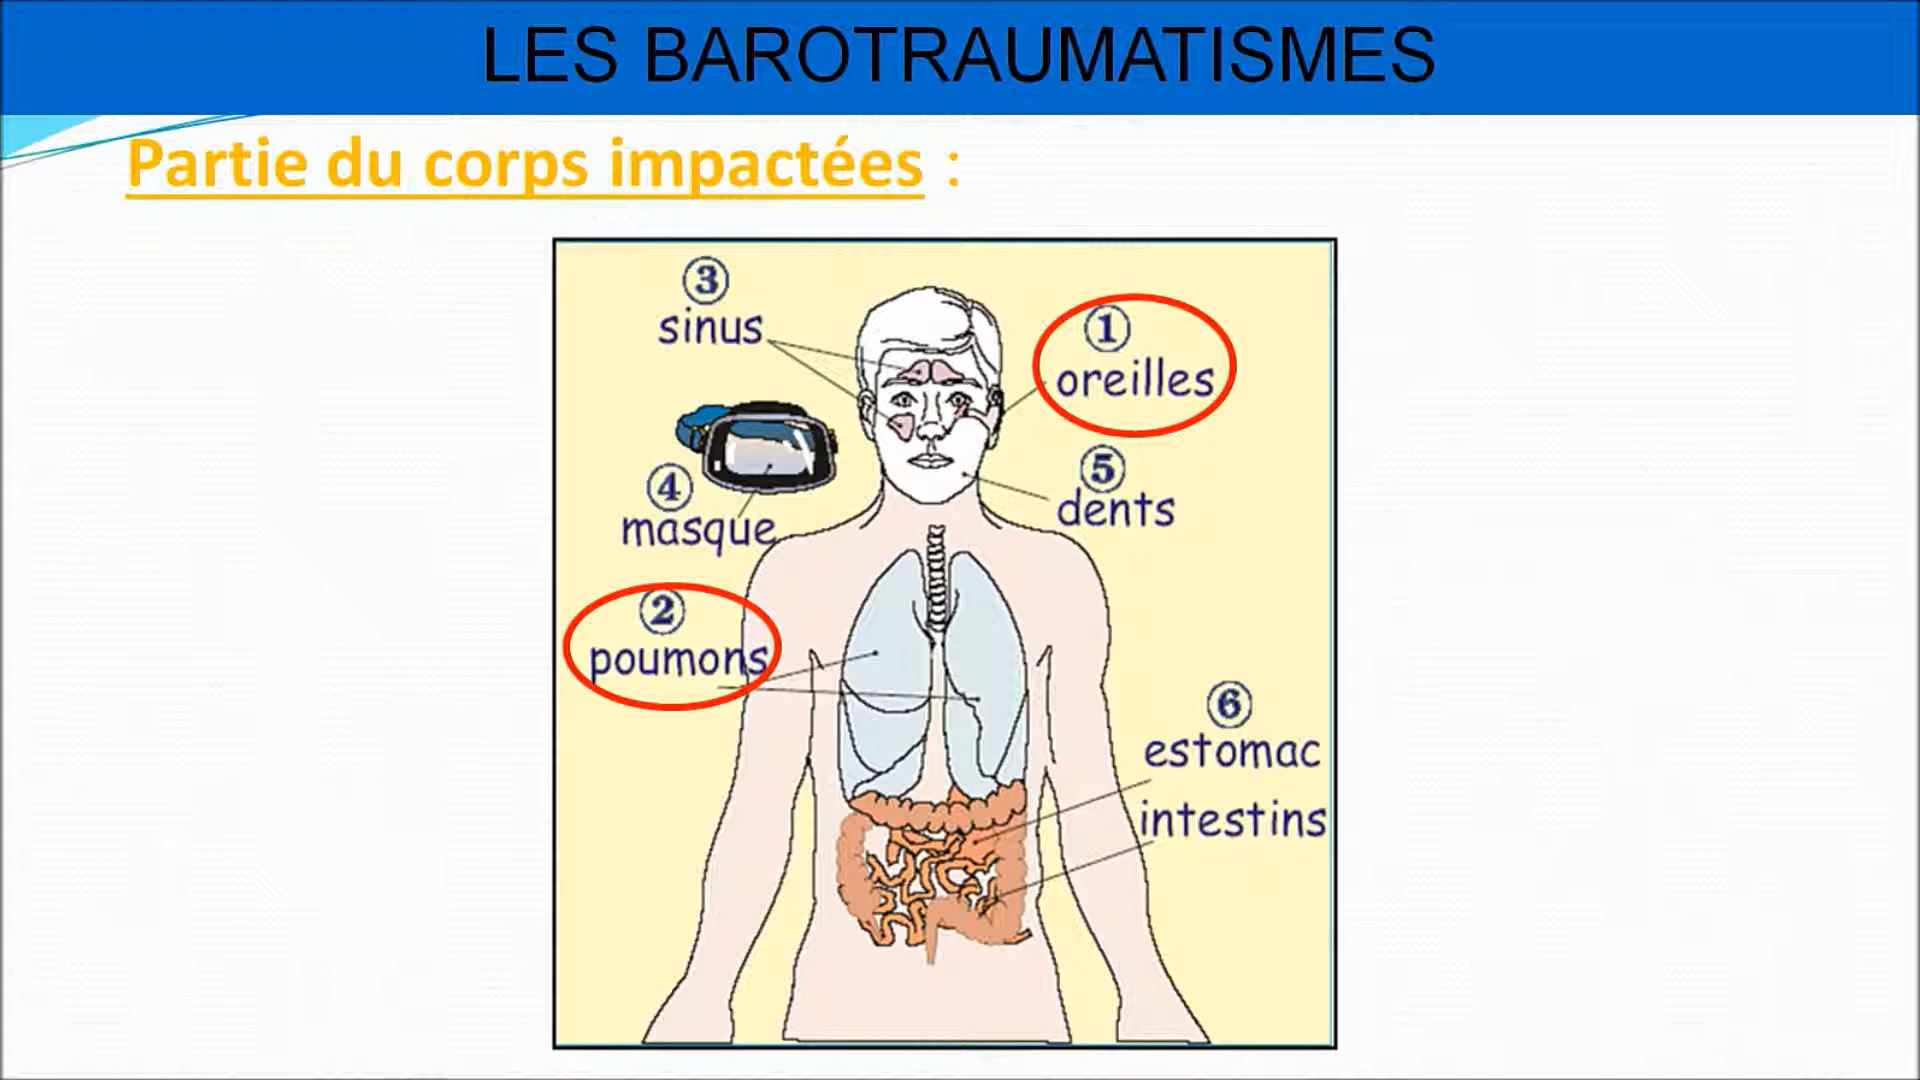 LES BAROTRAUMATISMES
Partie du corps impactées :
③
sinus
①
oreilles
④
masque
⑤
dents
②
poumons
⑥
estomac
intestins